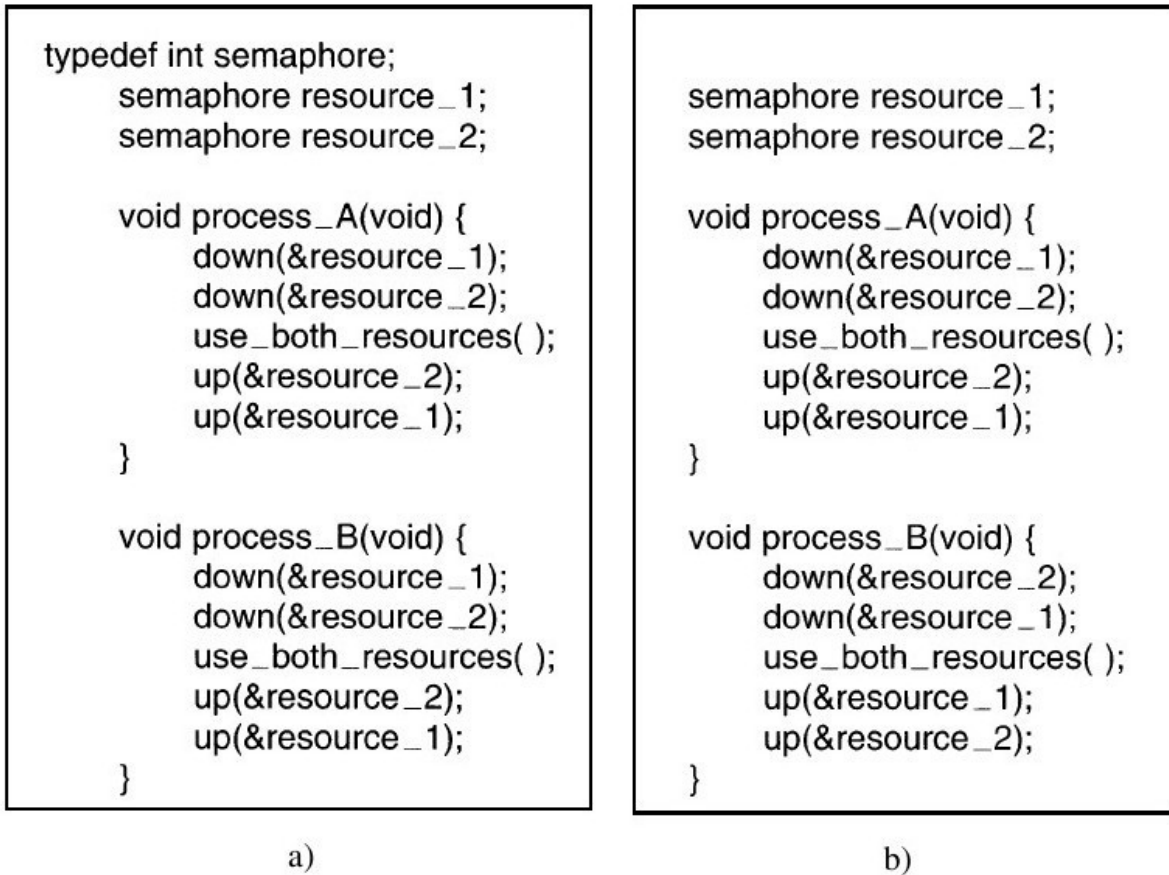 typedef int semaphore;
semaphore resource_1;
semaphore resource_2;
void process_A(void) {
down(&resource_1);
down(&resource_2);
use_both_resources( );
up(&resource_2);
up(&resource_1);
}
void process_B(void) {
down(&resource_1);
down(&resource_2);
use_both_resources( );
up(&resource_2);
up(&resource_1);
}
a)
semaphore resource_1;
semaphore resource_2;
void process_A(void) {
down(&resource_1);
down(&resource_2);
use_both_resources( );
up(&resource_2);
up(&resource_1);
}
void process_B(void) {
down(&resource_2);
down(&resource_1);
use_both_resources( );
up(&resource_1);
up(&resource_2);
}
b)